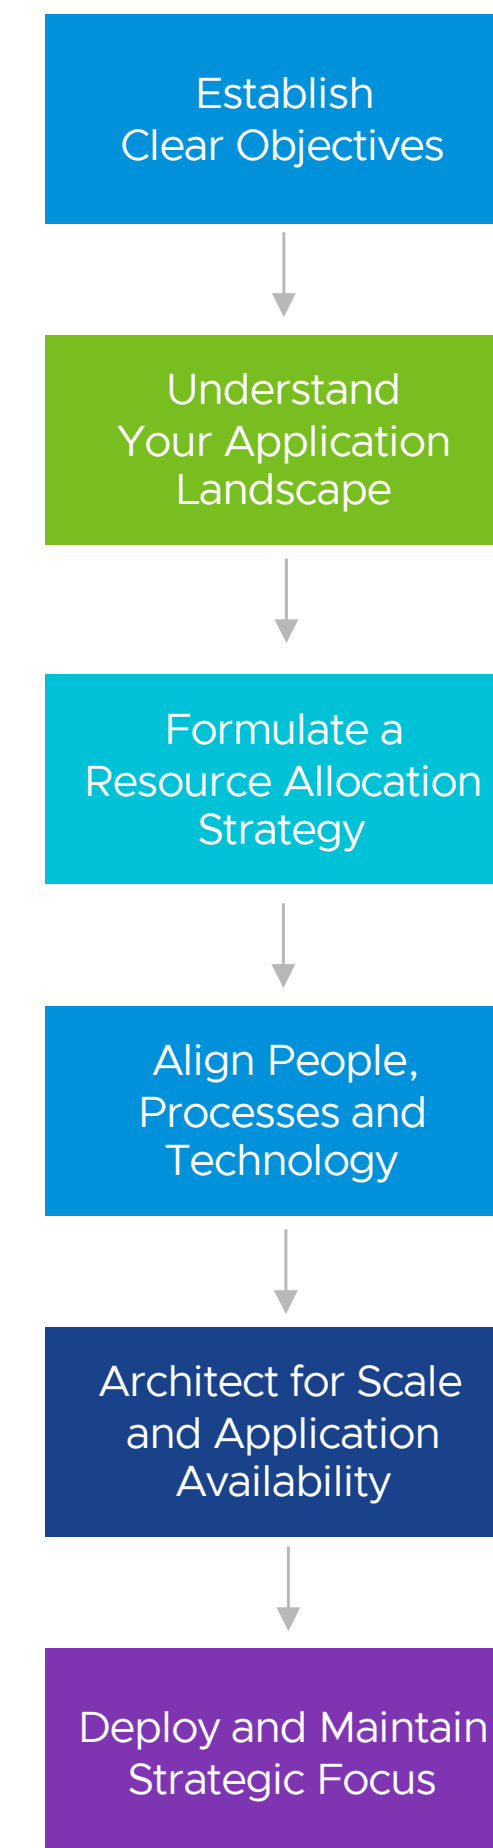 Establish
Clear Objectives
Understand
Your Application
Landscape
Formulate a
Resource Allocation
Strategy
Align People,
Processes and
Technology
Architect for Scale
and Application
Availability
Deploy and Maintain
Strategic Focus